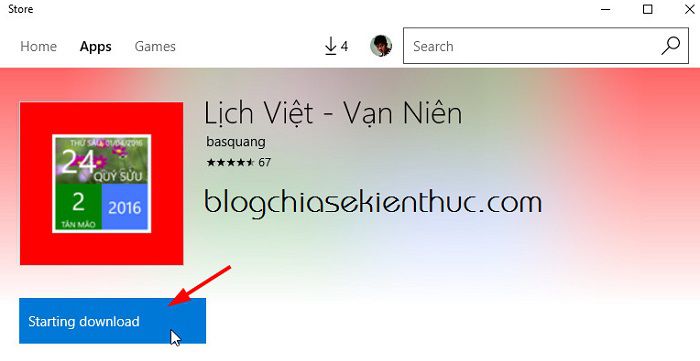 Store
Home Apps Games 4 Search
Lịch Việt - Vạn Niên
basquang
67
blogchiasekienthuc.com
THỨ SÁU, 01/04/2016
24
QUÝ SỬU
2
2016
TÂN MÃO
Starting download